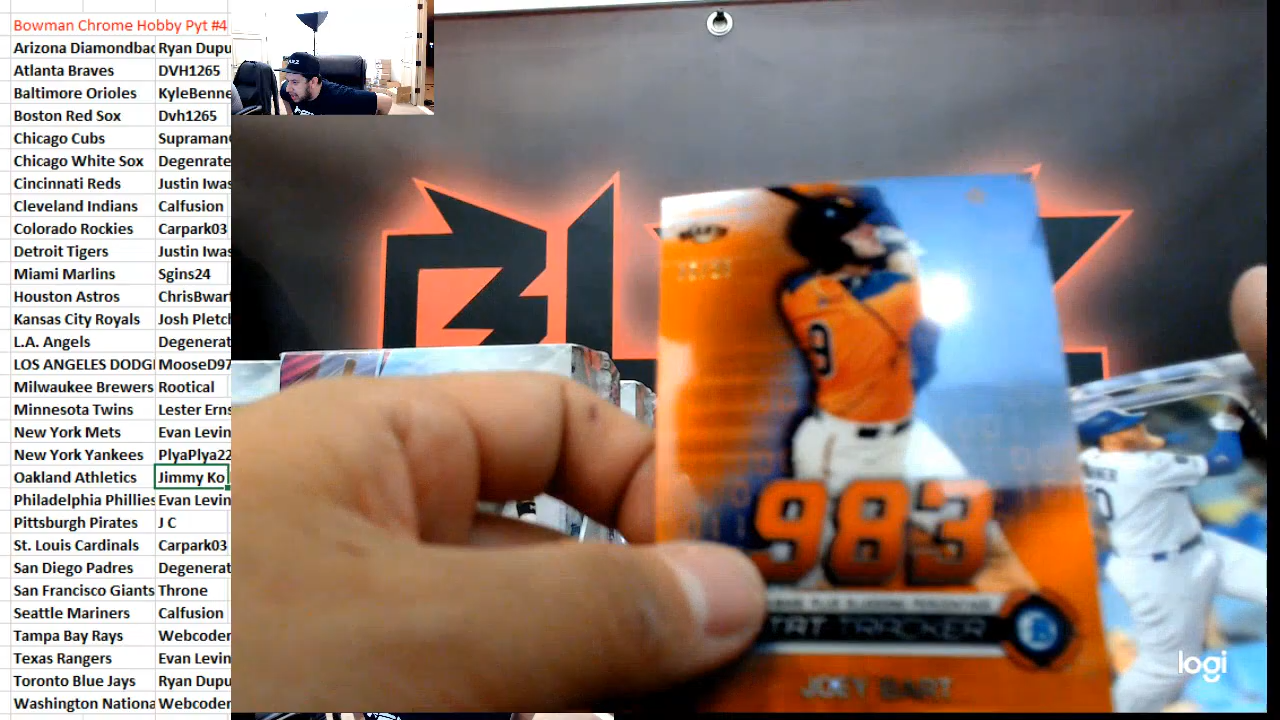 Bowman Chrome Hobby Pyt #4
Arizona Diamondbac Ryan Dupu
Atlanta Braves DVH1265
Baltimore Orioles KyleBenne
Boston Red Sox Dvh1265
Chicago Cubs Supraman
Chicago White Sox Degenrate
Cincinnati Reds Justin Iwas
Cleveland Indians Calfusion
Colorado Rockies Carpark03
Detroit Tigers Justin Iwas
Miami Marlins Sgins24
Houston Astros ChrisBwar
Kansas City Royals Josh Pletch
L.A. Angels Degenerat
LOS ANGELES DODG MooseD97
Milwaukee Brewers Rootical
Minnesota Twins Lester Erns
New York Mets Evan Levin
New York Yankees PlyaPlya22
Oakland Athletics Jimmy Ko
Philadelphia Phillies Evan Levin
Pittsburgh Pirates J C
St. Louis Cardinals Carpark03
San Diego Padres Degenerat
San Francisco Giants Throne
Seattle Mariners Calfusion
Tampa Bay Rays Webcoder
Texas Rangers Evan Levin
Toronto Blue Jays Ryan Dupu
Washington Nationa Webcoder
9
983
TAT TRACKER
JOEY BART
logi